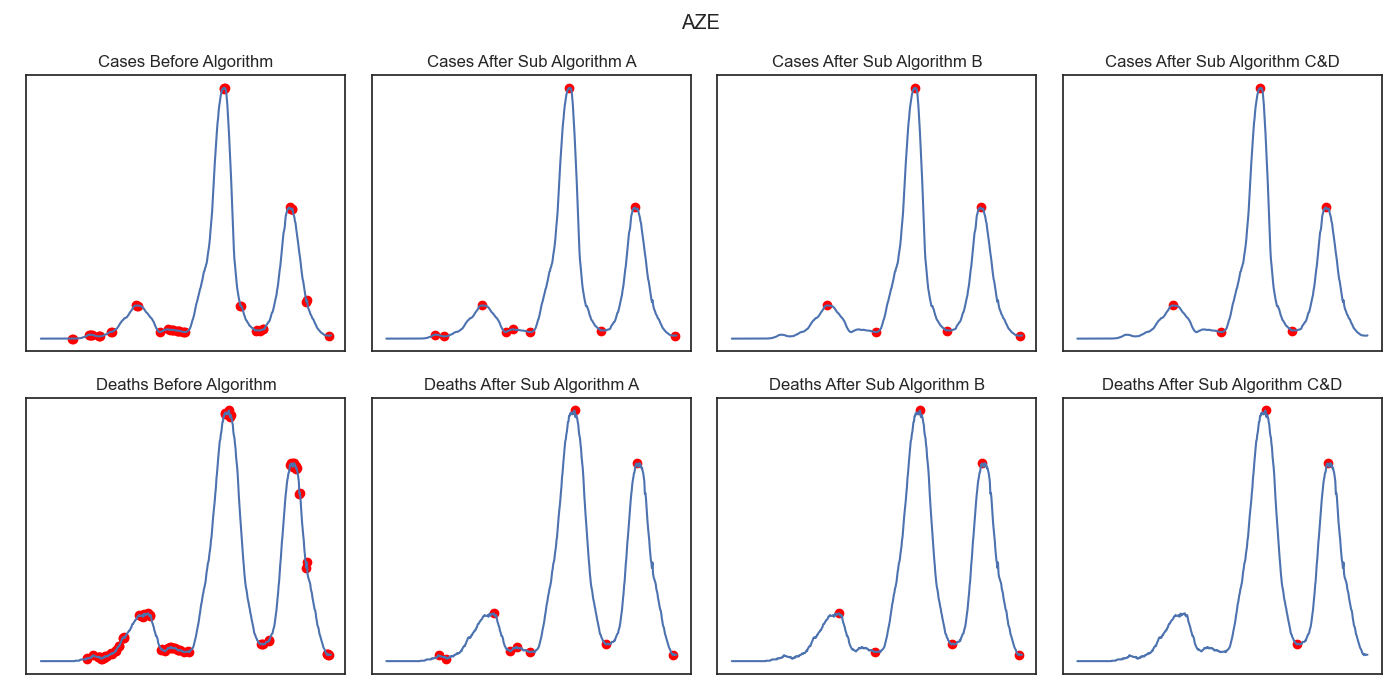 AZE
Cases Before Algorithm
Cases After Sub Algorithm A
Cases After Sub Algorithm B
Cases After Sub Algorithm C&D
Deaths Before Algorithm
Deaths After Sub Algorithm A
Deaths After Sub Algorithm B
Deaths After Sub Algorithm C&D